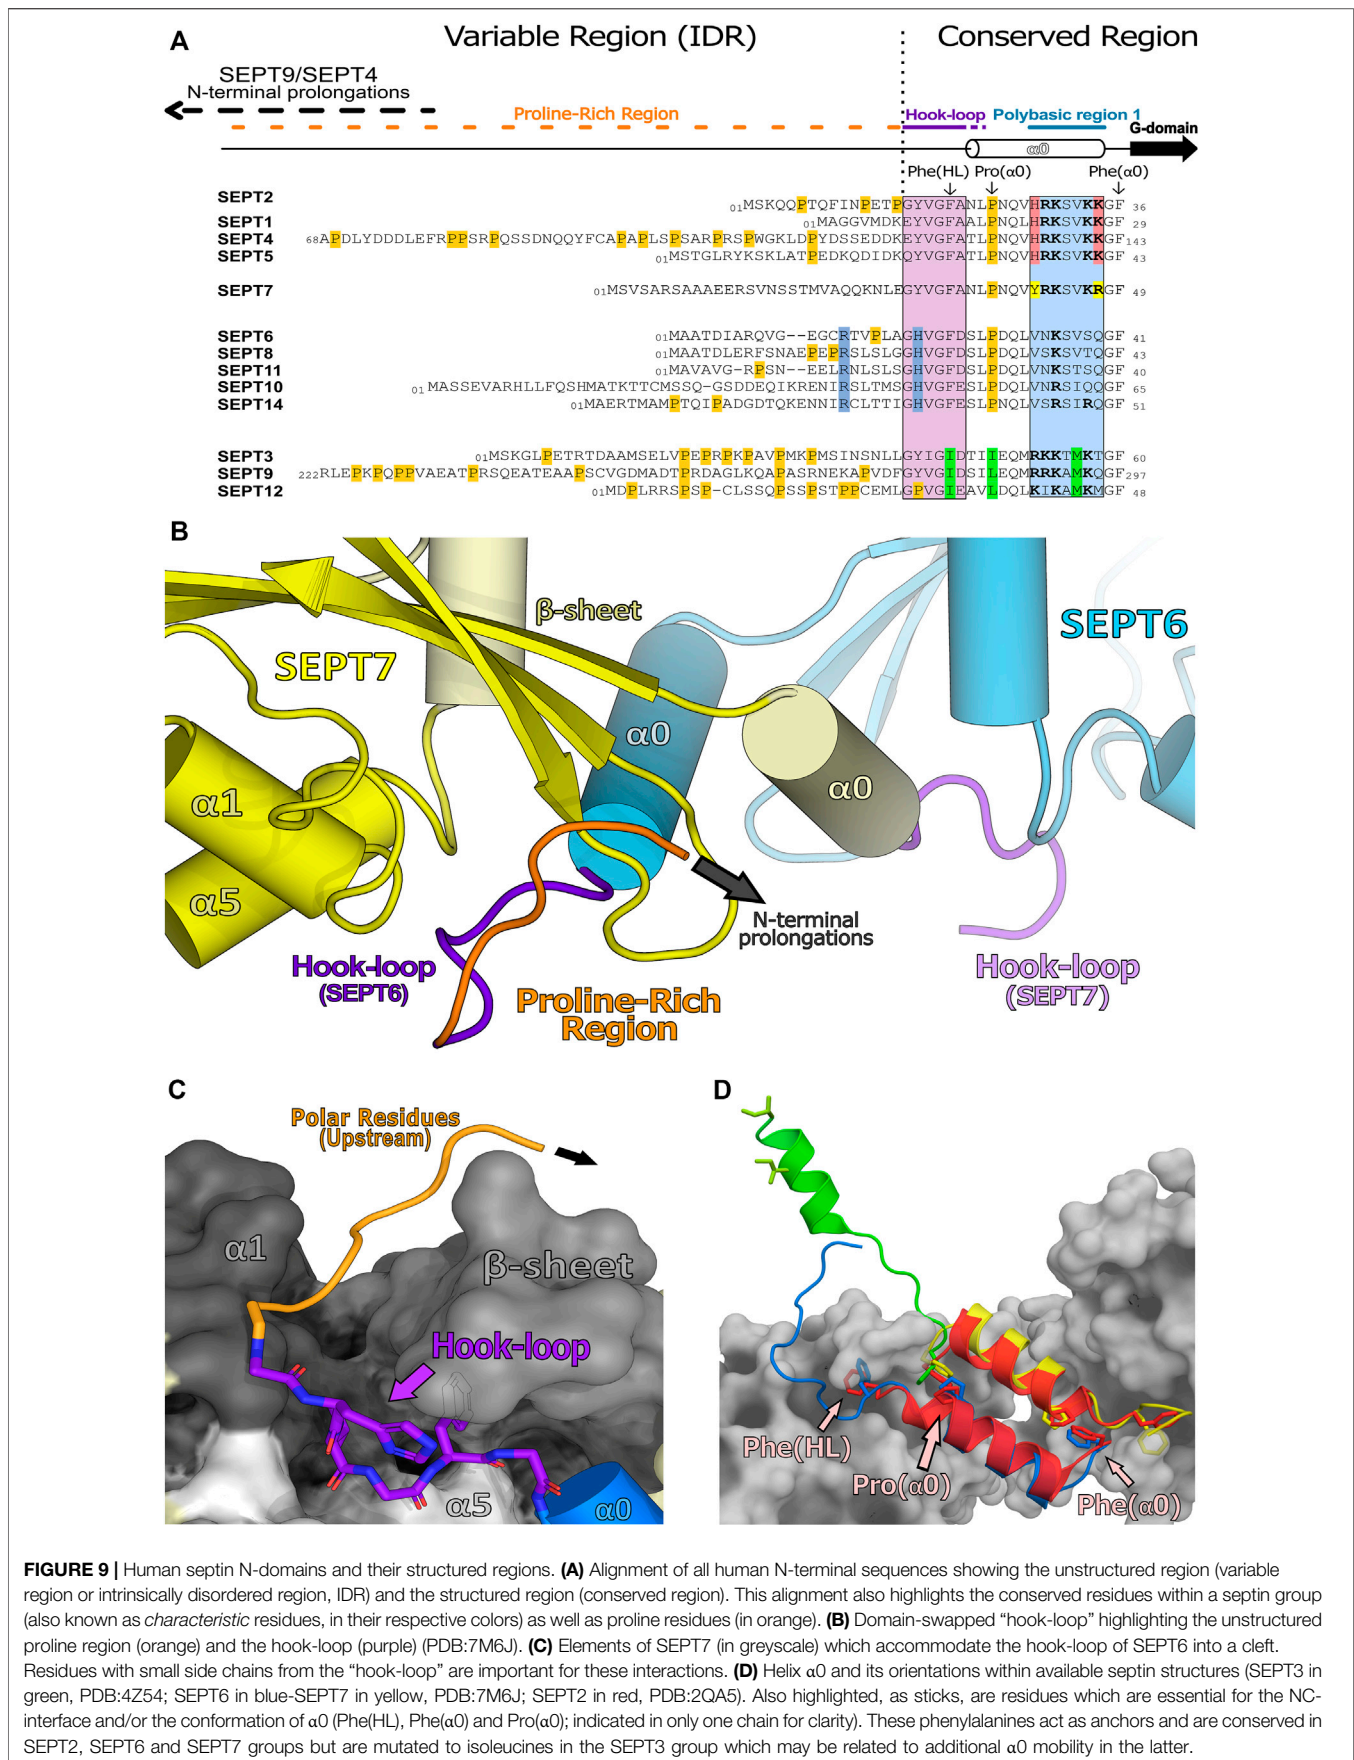 A
Variable Region (IDR)
Conserved Region
SEPT9/SEPT4
N-terminal prolongations
Proline-Rich Region
Hook-loop
Polybasic region 1
G-domain
α0
Phe(HL) Pro(α0) Phe(α0)
SEPT2 01MSKQQPTQFINPETPGYVGFANLPNQVHRKSVKKGF 36
SEPT1 01MAGGVMDKEYVGFAALPNQLHRKSVKKGF 29
SEPT4 68APDLYDDDLEFRPPSRPQSSDNQQYFCAPAPLSPSARPRSPWGKLDPYDSSEDDKEYVGFATLPNQVHRKSVKKGF 143
SEPT5 01MSTGLRYKSKLATPEDKQDIDKQYVGFATLPNQVHRKSVKKGF 43
SEPT7 01MSVSARSAAAEERSVNSSTMVAQQKNLEGYVGFANLPNQVYRKSVKRGF 49
SEPT6 01MAATDIARQVG--EGCRTVPLAGHVGFDSLPDQLVNKSVSQGF 41
SEPT8 01MAATDLERFSNAEPEPRSLSLGGHVGFDSLPDQLVSKSVTQGF 43
SEPT11 01MAVAVG-RPSN--EELRNLSLSGHVGFDSLPDQLVNKSTSQGF 40
SEPT10 01MASSEVARHLLFQSHMATKTTCMSSQ-GSDDEQIKRENIRSLTMSGHVGFESLPDQLVNRSIQQGF 65
SEPT14 01MAERTMAMPTQIPADGDTQKENNIRCLTTIGHVGFESLPNQLVSRSIRQGF 51
SEPT3 01MSKGLPETRTDAAMSELVPEPRPKPAVPMKPMSINSNLLGYIGIDTIIEQMRKKTMKTGF 60
SEPT9 222RLEPKPQPPVAEATPRSQEATEAAPSCVGDMADTPRDAGLKQAPASRNEKAPVDFGYVGIDSILEQMRRKAMKQGF 297
SEPT12 01MDPLRRSPSP-CLSSQPSSPSTPPCEMLGPVGIEAVLDQLKIKAMKMGF 48
B
β-sheet
SEPT7
SEPT6
α0
α0
α1
α5
N-terminal
prolongations
Hook-loop
(SEPT6)
Hook-loop
(SEPT7)
Proline-Rich
Region
C
Polar Residues
(Upstream)
α1
β-sheet
Hook-loop
α5
α0
D
Phe(HL)
Pro(α0)
Phe(α0)
FIGURE 9 | Human septin N-domains and their structured regions. (A) Alignment of all human N-terminal sequences showing the unstructured region (variable
region or intrinsically disordered region, IDR) and the structured region (conserved region). This alignment also highlights the conserved residues within a septin group
(also known as characteristic residues, in their respective colors) as well as proline residues (in orange). (B) Domain-swapped “hook-loop” highlighting the unstructured
proline region (orange) and the hook-loop (purple) (PDB:7M6J). (C) Elements of SEPT7 (in greyscale) which accommodate the hook-loop of SEPT6 into a cleft.
Residues with small side chains from the “hook-loop” are important for these interactions. (D) Helix α0 and its orientations within available septin structures (SEPT3 in
green, PDB:4Z54; SEPT6 in blue-SEPT7 in yellow, PDB:7M6J; SEPT2 in red, PDB:2QA5). Also highlighted, as sticks, are residues which are essential for the NC-
interface and/or the conformation of α0 (Phe(HL), Phe(α0) and Pro(α0); indicated in only one chain for clarity). These phenylalanines act as anchors and are conserved in
SEPT2, SEPT6 and SEPT7 groups but are mutated to isoleucines in the SEPT3 group which may be related to additional α0 mobility in the latter.